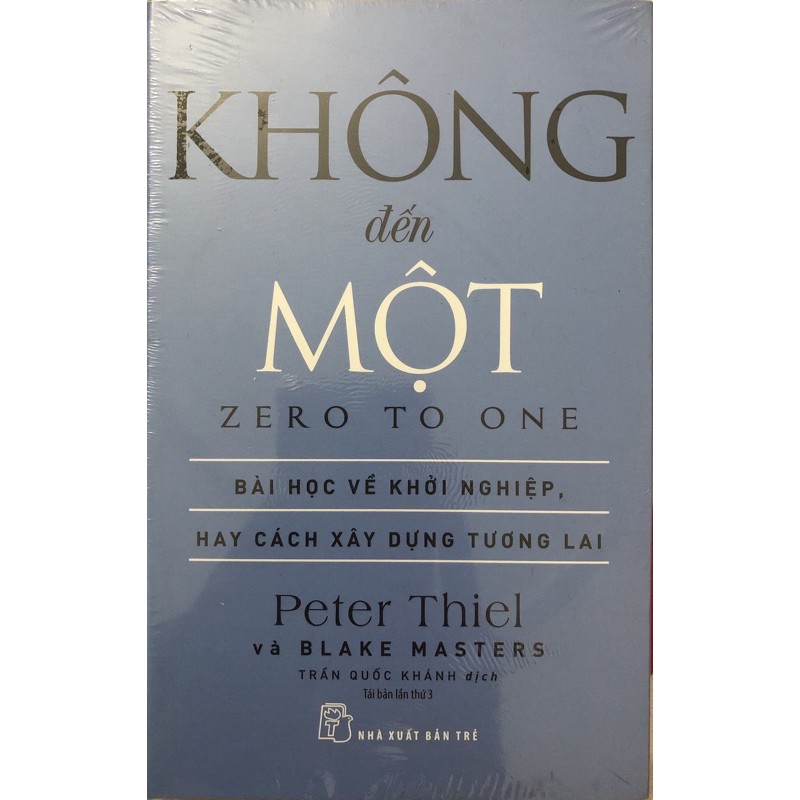 KHÔNG
đến
MỘT
ZERO TO ONE
BÀI HỌC VỀ KHỞI NGHIỆP,
HAY CÁCH XÂY DỰNG TƯƠNG LAI
Peter Thiel
và BLAKE MASTERS
TRẦN QUỐC KHÁNH dịch
Tái bản lần thứ 3
NHÀ XUẤT BẢN TRẺ